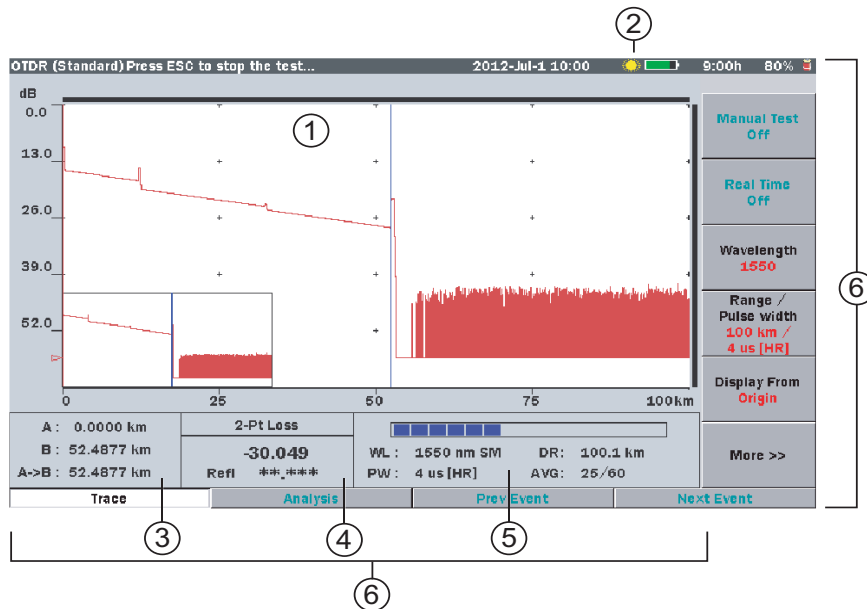 ②
OTDR (Standard) Press ESC to stop the test... 2012-Jul-1 10:00 9:00h 80%
dB
0.0
13.0
26.0
39.0
52.0
①
0 25 50 75 100km
Manual Test
Off
Real Time
Off
Wavelength
1550
Range /
Pulse width
100 km /
4 us [HR]
Display From
Origin
More >>
⑥
A: 0.0000 km
B: 52.4877 km
A->B: 52.4877 km
2-Pt Loss
-30.049
Refl **.***
WL: 1550 nm SM DR: 100.1 km
PW: 4 us [HR] AVG: 25/60
Trace Analysis Prev Event Next Event
③ ④ ⑤
⑥